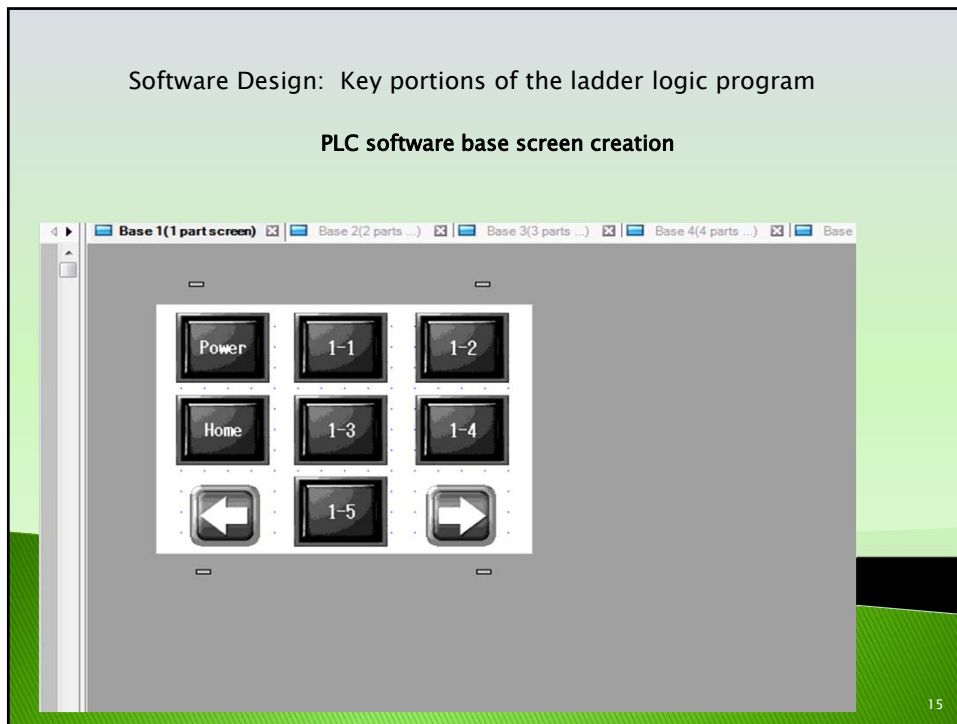 Software Design: Key portions of the ladder logic program
PLC software base screen creation
Base 1(1 part screen) Base 2(2 parts ...) Base 3(3 parts ...) Base 4(4 parts ...) Base
Power 1-1 1-2
Home 1-3 1-4
1-5
15